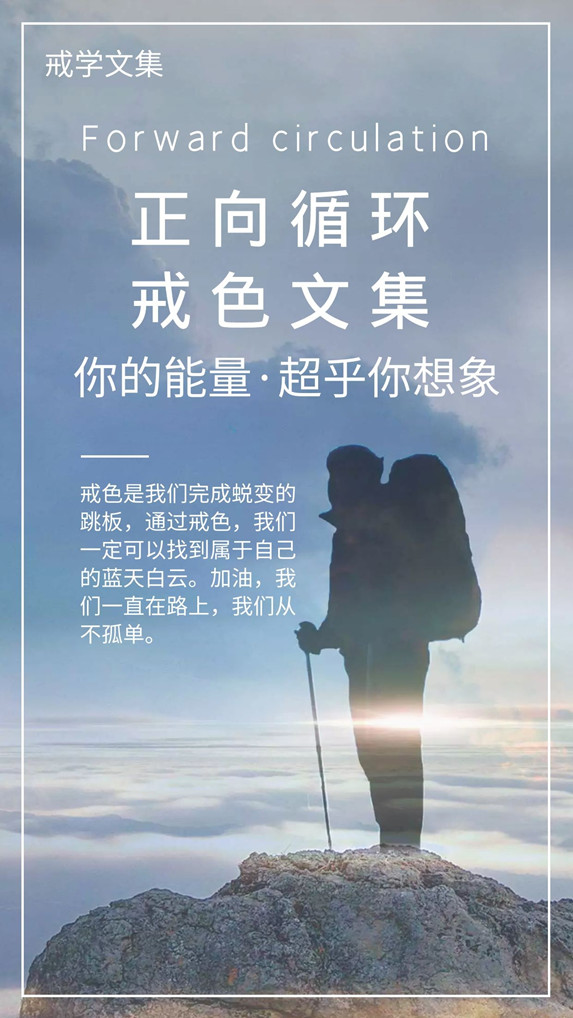 戒学文集
Forward circulation
正向循环
戒色文集
你的能量·超乎你想象
戒色是我们完成蜕变的
跳板，通过戒色，我们
一定可以找到属于自己
的蓝天白云。加油，我
们一直在路上，我们从
不孤单。